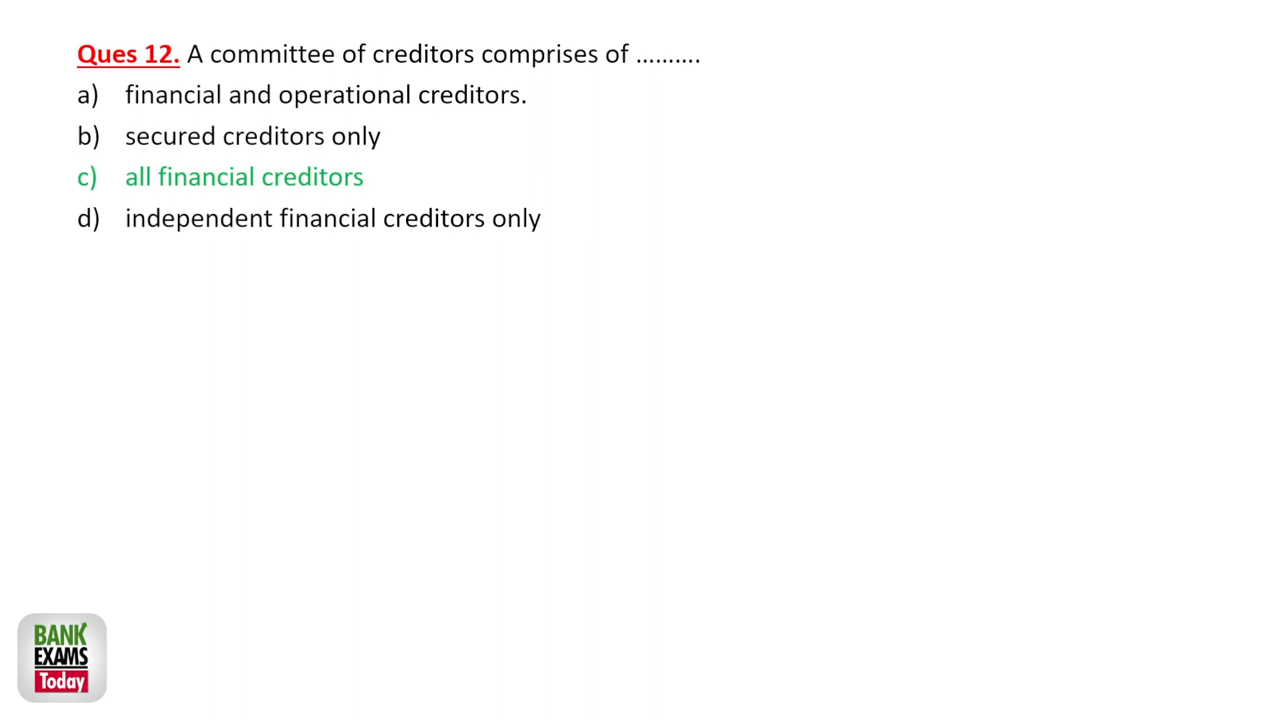 Ques 12. A committee of creditors comprises of ..........
a) financial and operational creditors.
b) secured creditors only
c) all financial creditors
d) independent financial creditors only
BANK
EXAMS
Today